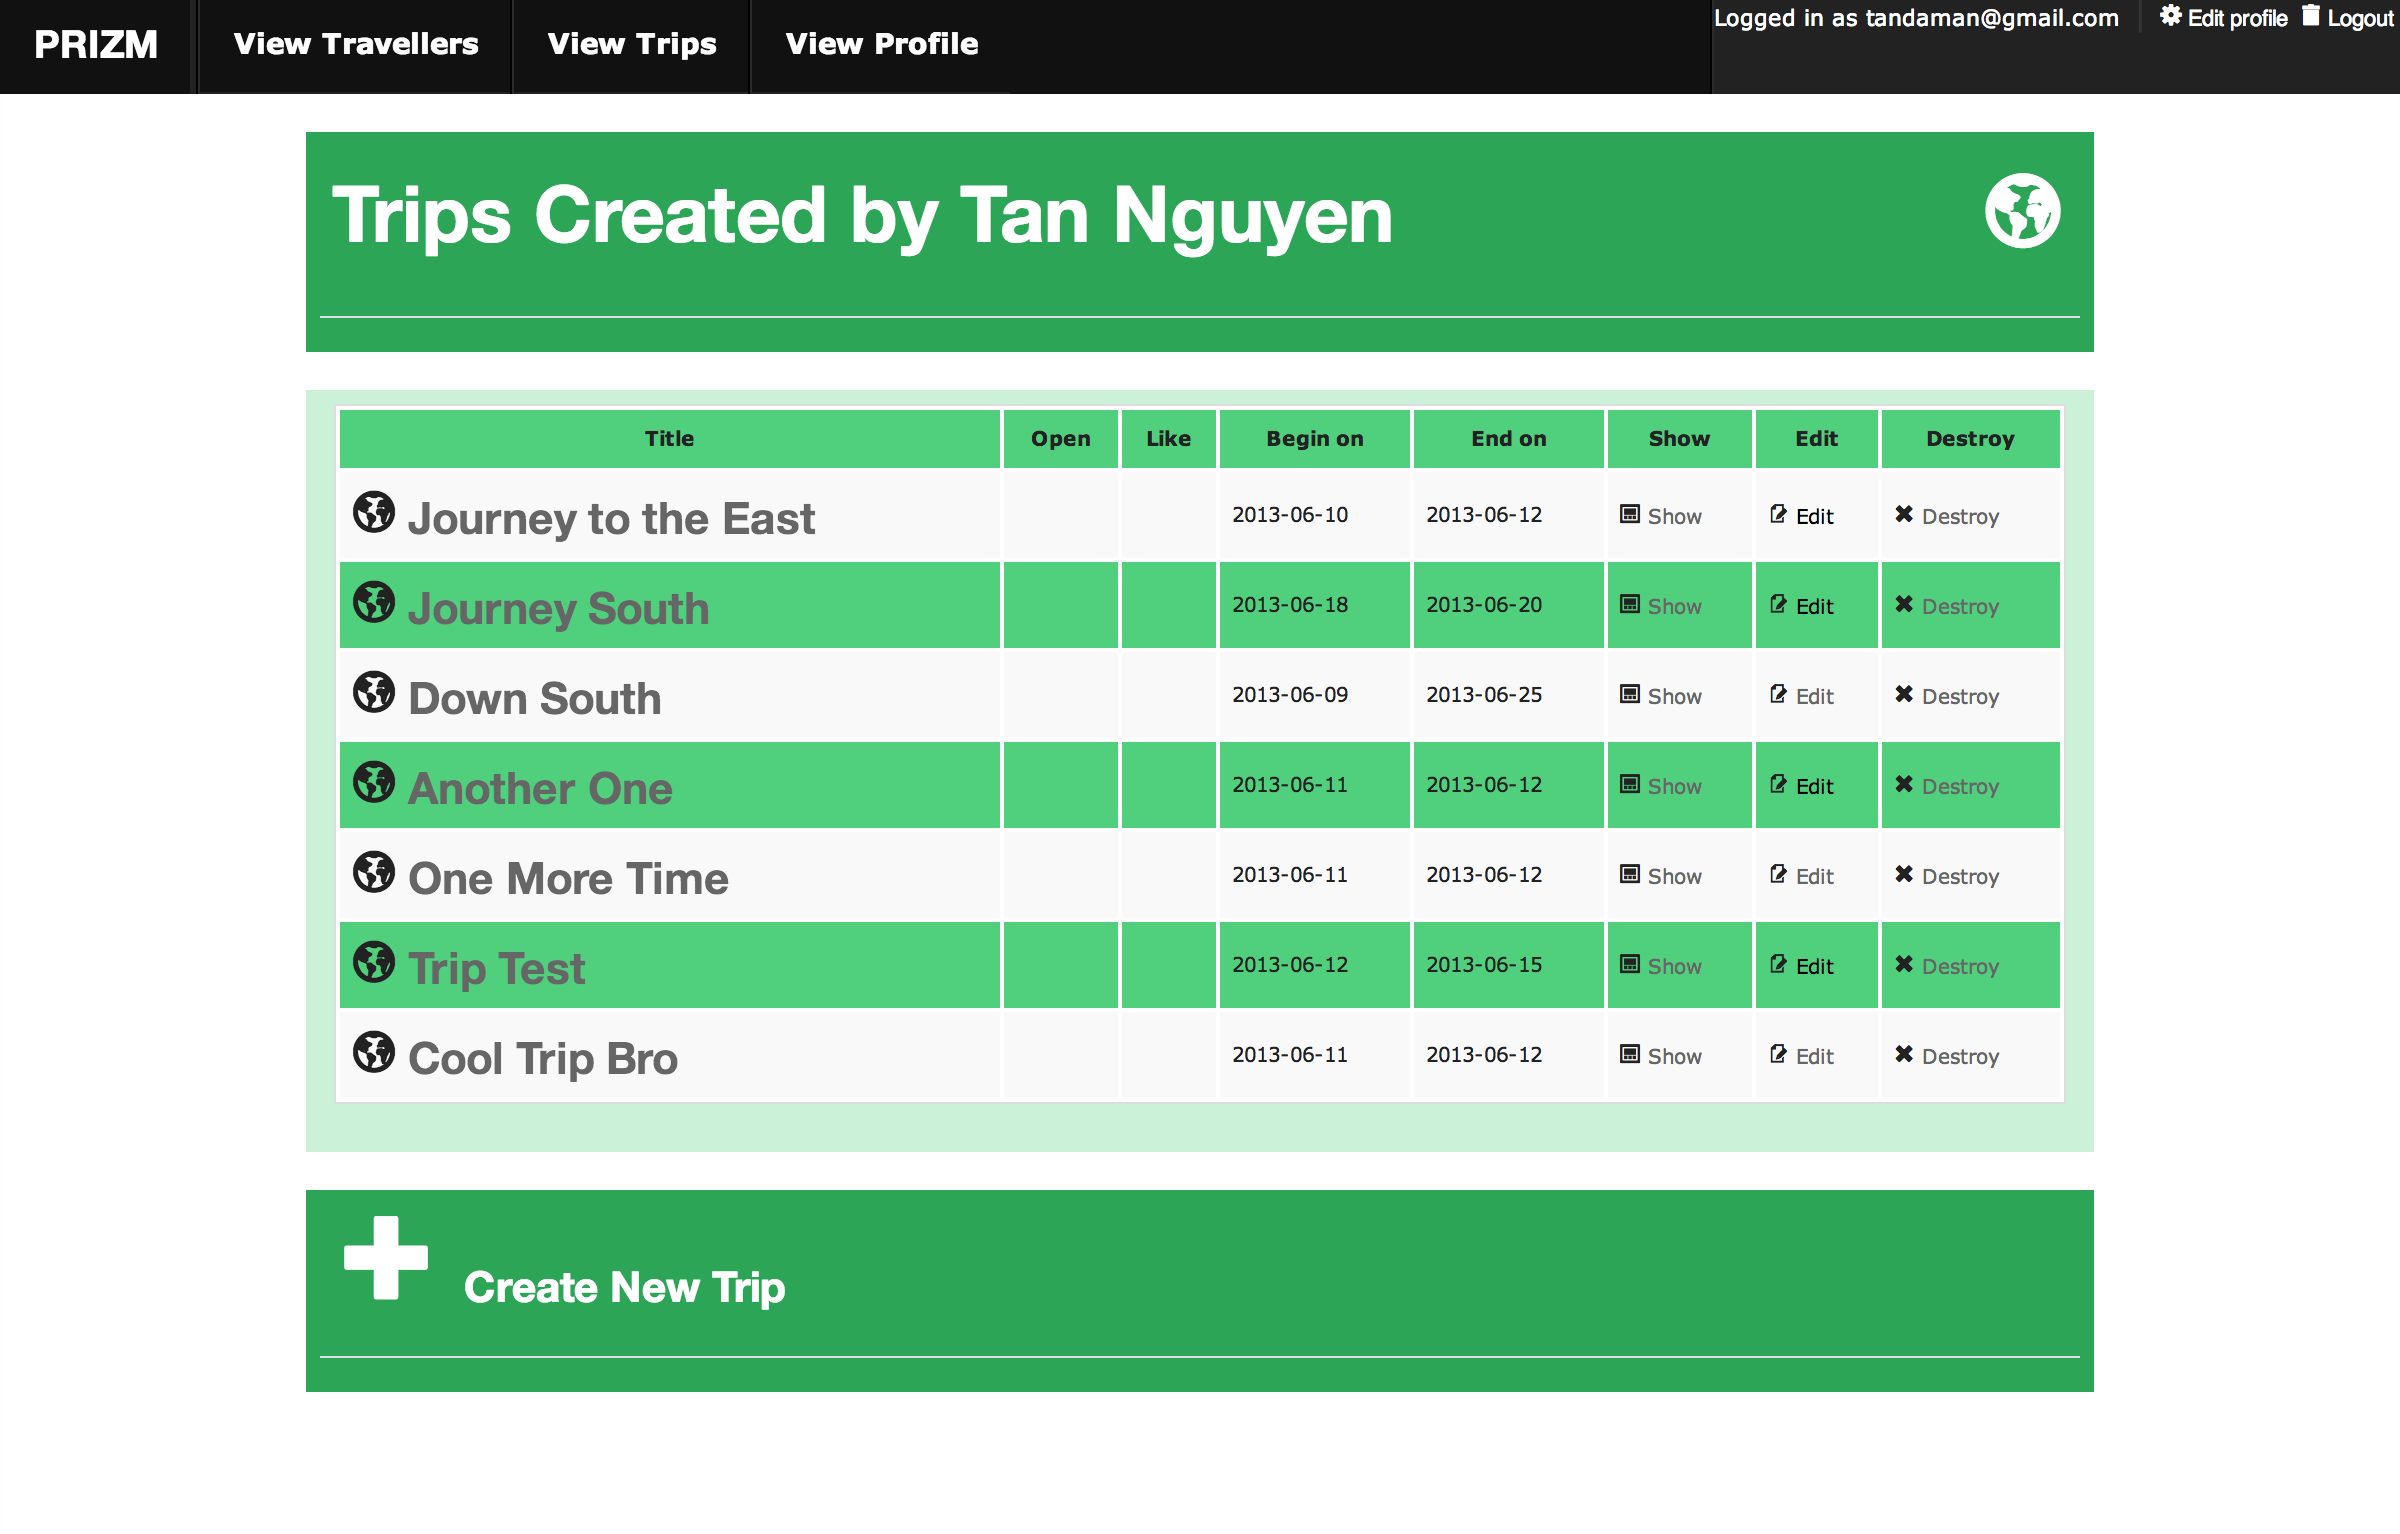 PRIZM View Travellers View Trips View Profile Logged in as tandaman@gmail.com Edit profile Logout
Trips Created by Tan Nguyen
Title Open Like Begin on End on Show Edit Destroy
Journey to the East 2013-06-10 2013-06-12 Show Edit Destroy
Journey South 2013-06-18 2013-06-20 Show Edit Destroy
Down South 2013-06-09 2013-06-25 Show Edit Destroy
Another One 2013-06-11 2013-06-12 Show Edit Destroy
One More Time 2013-06-11 2013-06-12 Show Edit Destroy
Trip Test 2013-06-12 2013-06-15 Show Edit Destroy
Cool Trip Bro 2013-06-11 2013-06-12 Show Edit Destroy
Create New Trip